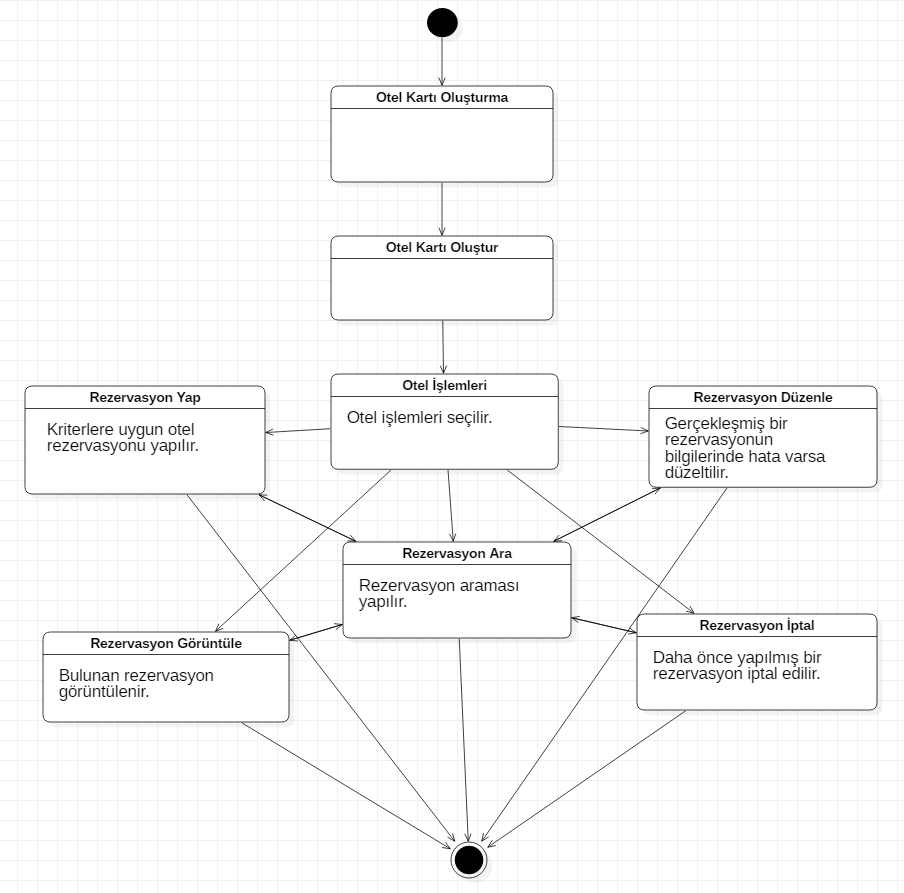 Otel Kartı Oluşturma
Otel Kartı Oluştur
Otel İşlemleri
Otel işlemleri seçilir.
Rezervasyon Yap
Kriterlere uygun otel
rezervasyonu yapılır.
Rezervasyon Düzenle
Gerçekleşmiş bir
rezervasyonun
bilgilerinde hata varsa
düzeltilir.
Rezervasyon Ara
Rezervasyon araması
yapılır.
Rezervasyon Görüntüle
Bulunan rezervasyon
görüntülenir.
Rezervasyon İptal
Daha önce yapılmış bir
rezervasyon iptal edilir.